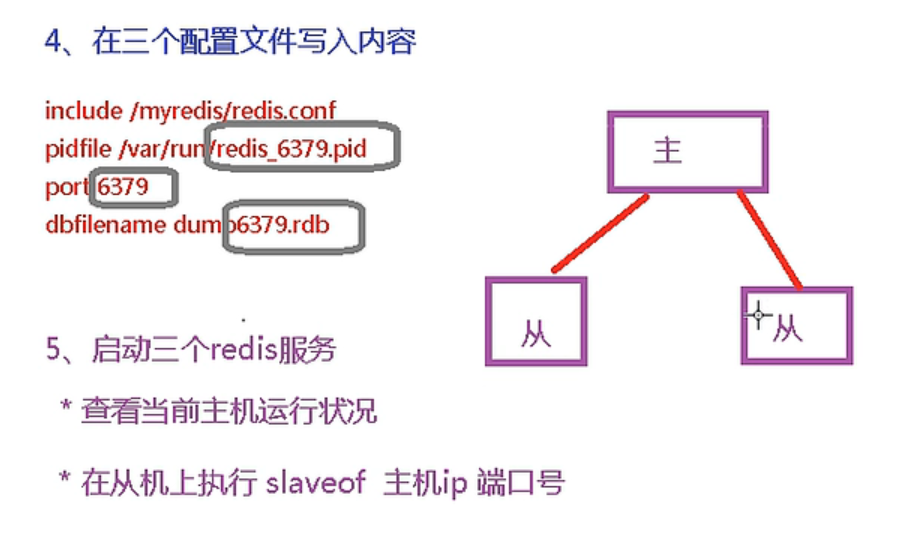 4、在三个配置文件写入内容
include /myredis/redis.conf
pidfile /var/run/redis_6379.pid
port 6379
dbfilename dump6379.rdb
主
从
从
5、启动三个redis服务
* 查看当前主机运行状况
* 在从机上执行 slaveof 主机ip 端口号